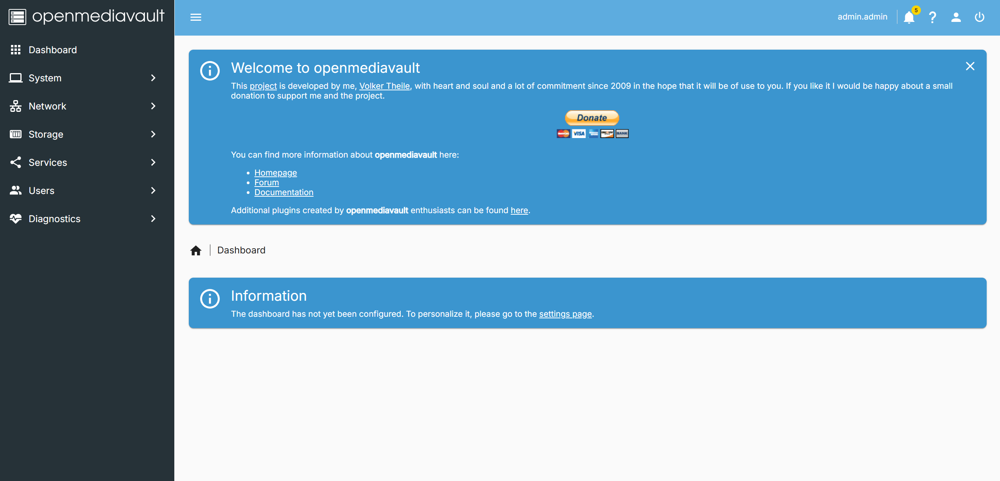 openmediavault
admin.admin
5
Dashboard
System
Network
Storage
Services
Users
Diagnostics
Welcome to openmediavault
This project is developed by me, Volker Theile, with heart and soul and a lot of commitment since 2009 in the hope that it will be of use to you. If you like it I would be happy about a small
donation to support me and the project.
Donate
VISA
DISCOVER
BANK
You can find more information about openmediavault here:
Homepage
Forum
Documentation
Additional plugins created by openmediavault enthusiasts can be found here.
Dashboard
Information
The dashboard has not yet been configured. To personalize it, please go to the settings page.